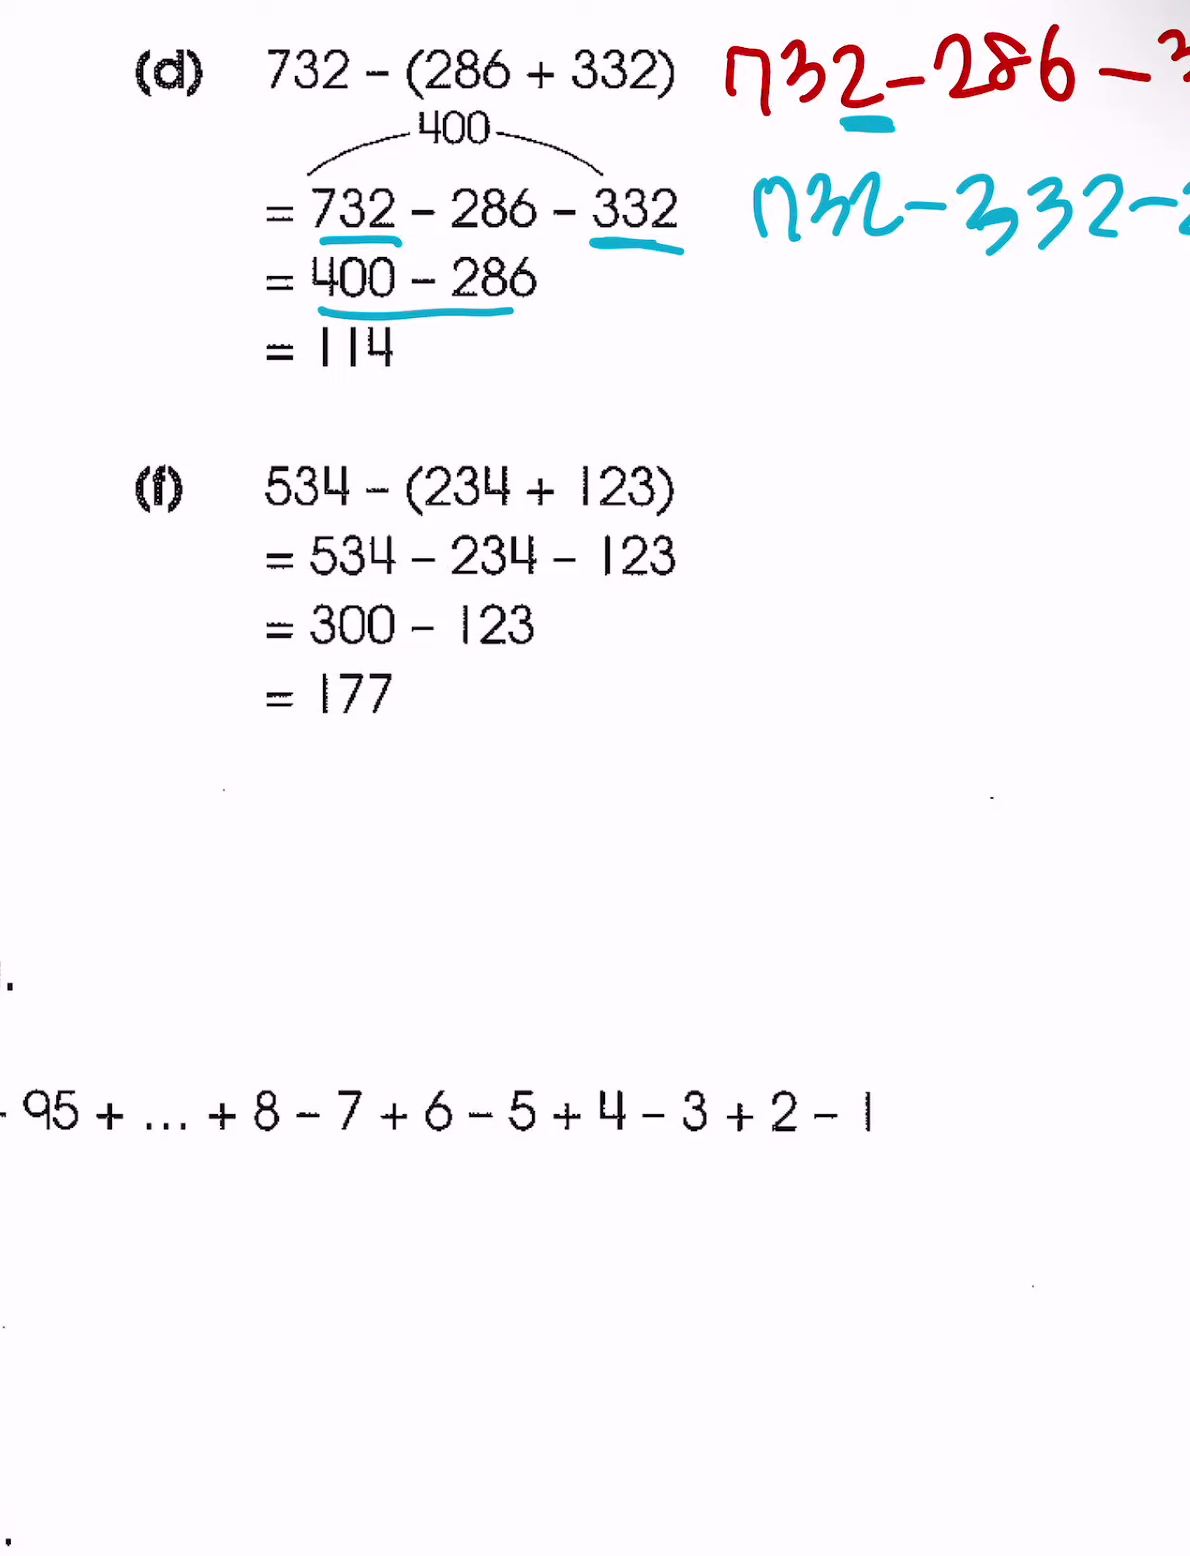 (d) 732 – (286 + 332) 732 – 286 – 3
400
= 732 – 286 – 332 732 – 332 –
= 400 – 286
= 114
(f) 534 – (234 + 123)
= 534 – 234 – 123
= 300 – 123
= 177
.
- 95 + ... + 8 – 7 + 6 – 5 + 4 – 3 + 2 – 1
.